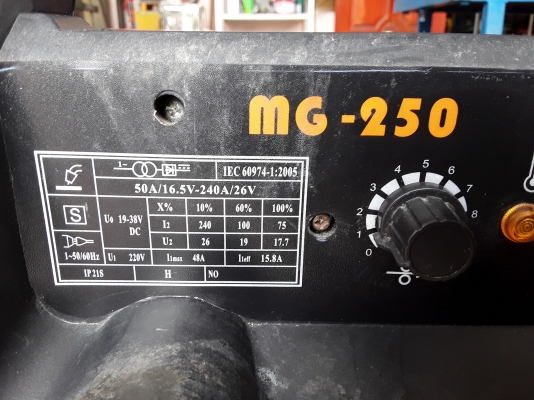 MG-250
1~
IEC 60974-1:2005
50A/16.5V-240A/26V
S
U0 19-38V DC
X% 10% 60% 100%
I2 240 100 75
U2 26 19 17.7
1~50/60Hz
U1 220V
I1max 48A
I1eff 15.8A
IP21S
H
NO
0 1 2 3 4 5 6 7 8